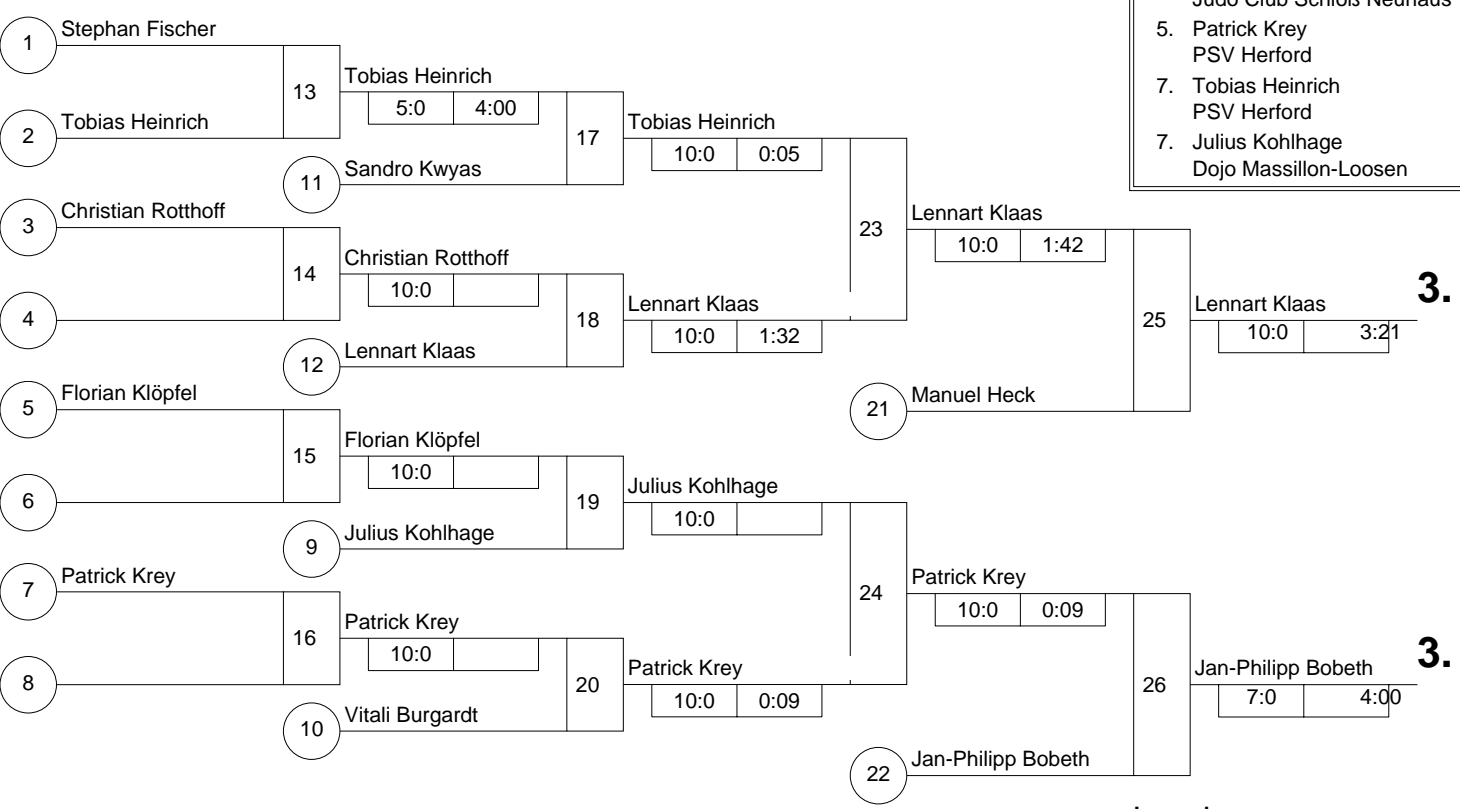 Judo Club Schloß Neuhaus
5. Patrick Krey
PSV Herford
7. Tobias Heinrich
PSV Herford
7. Julius Kohlhage
Dojo Massillon-Loosen
1 Stephan Fischer
13 Tobias Heinrich
5:0 4:00
2 Tobias Heinrich
17 Tobias Heinrich
10:0 0:05
11 Sandro Kwyas
3 Christian Rotthoff
23 Lennart Klaas
10:0 1:42
14 Christian Rotthoff
10:0
4
18 Lennart Klaas
10:0 1:32
12 Lennart Klaas
25 Lennart Klaas 3.
10:0 3:21
5 Florian Klöpfel
21 Manuel Heck
15 Florian Klöpfel
10:0
6
19 Julius Kohlhage
10:0
9 Julius Kohlhage
7 Patrick Krey
24 Patrick Krey
10:0 0:09
16 Patrick Krey
10:0
8
20 Patrick Krey
10:0 0:09
10 Vitali Burgardt
26 Jan-Philipp Bobeth 3.
7:0 4:00
22 Jan-Philipp Bobeth